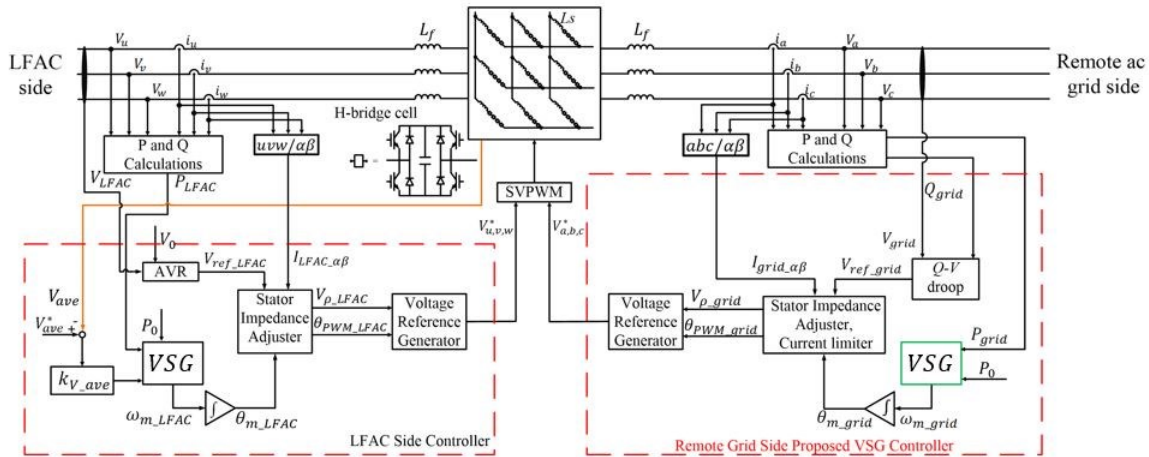 LFAC
side
V_u
V_v
V_w
i_u
i_v
i_w
L_f
Ls
L_f
i_a
i_b
i_c
V_a
V_b
V_c
Remote ac
grid side
H-bridge cell
P and Q
Calculations
uvw/αβ
=
abc/αβ
P and Q
Calculations
V_LFAC
P_LFAC
SVPWM
V*_u,v,w
V*_a,b,c
Q_grid
V_grid
V_0
AVR
V_ref_LFAC
I_LFAC_αβ
V_ρ_LFAC
θ_PWM_LFAC
Stator
Impedance
Adjuster
Voltage
Reference
Generator
V_ave
V*_ave
+
-
P_0
VSG
k_V_ave
ω_m_LFAC
∫
θ_m_LFAC
LFAC Side Controller
I_grid_αβ
V_ref_grid
Q-V
droop
V_ρ_grid
θ_PWM_grid
Voltage
Reference
Generator
Stator Impedance
Adjuster,
Current limiter
P_grid
VSG
P_0
θ_m_grid
∫
ω_m_grid
Remote Grid Side Proposed VSG Controller